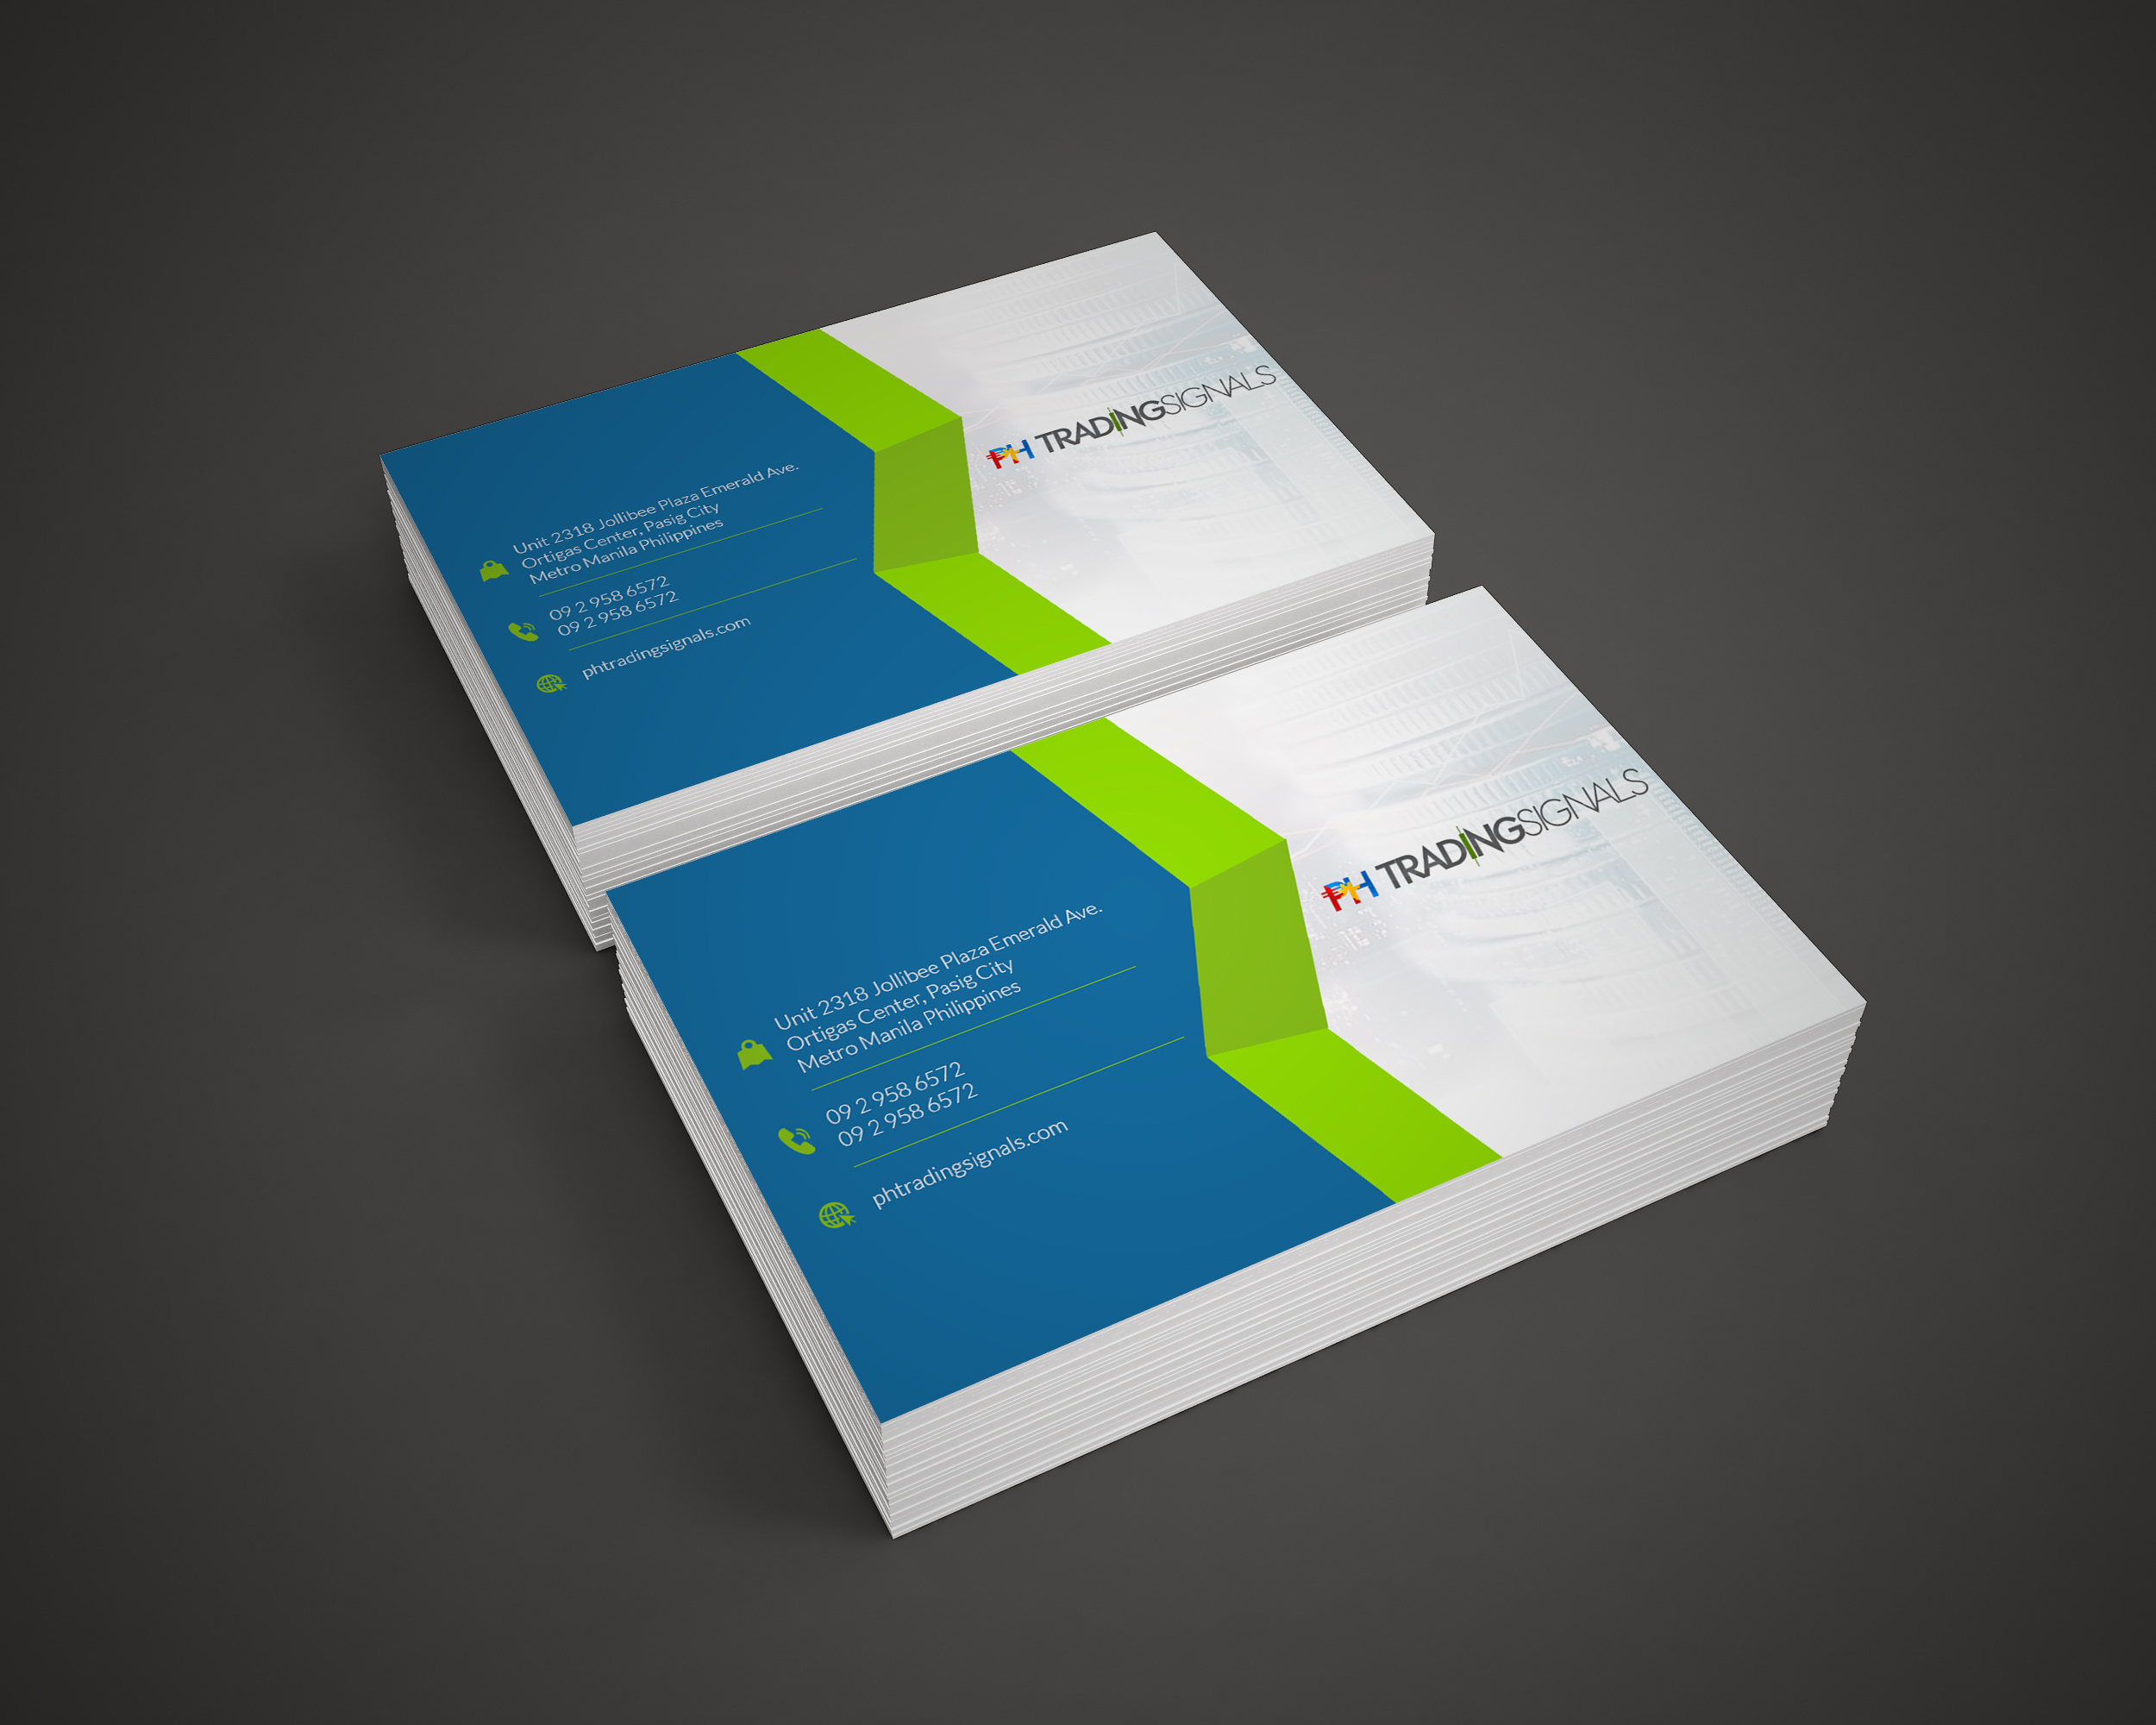 PH TRADINGSIGNALS
Unit 2318 Jollibee Plaza Emerald Ave.
Ortigas Center, Pasig City
Metro Manila Philippines
09 2 958 6572
09 2 958 6572
phtradingsignals.com
PH TRADINGSIGNALS
Unit 2318 Jollibee Plaza Emerald Ave.
Ortigas Center, Pasig City
Metro Manila Philippines
09 2 958 6572
09 2 958 6572
phtradingsignals.com